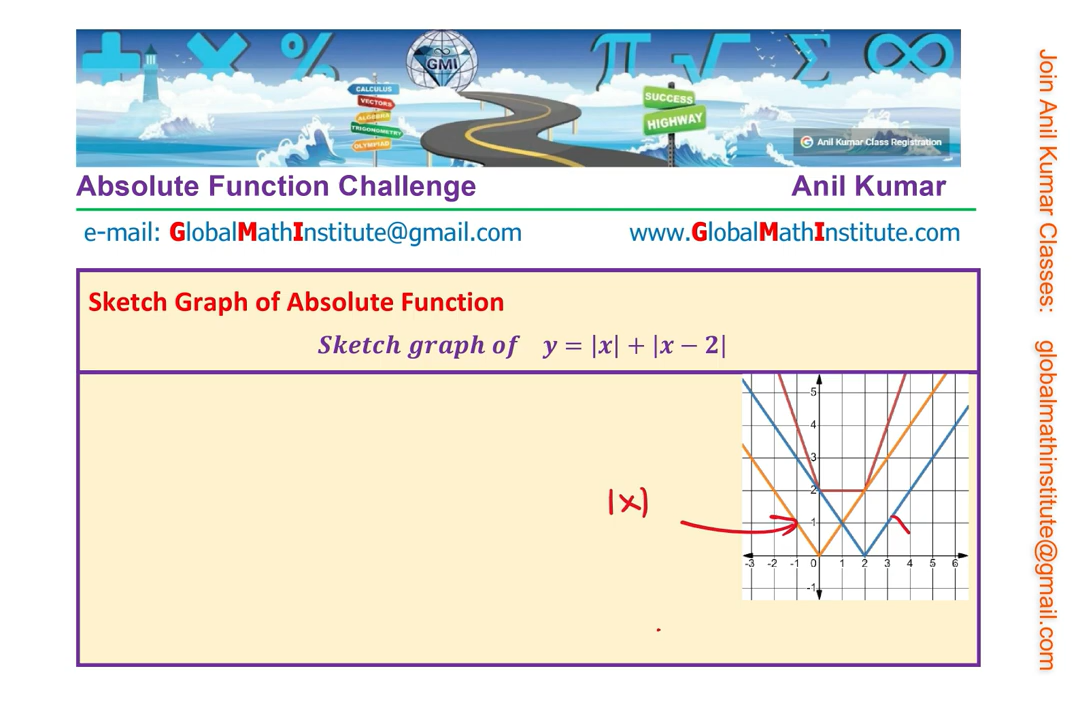 + × % GMI π √ Σ ∞
CALCULUS
VECTORS
ALGEBRA
TRIGONOMETRY
OLYMPIAD
SUCCESS
HIGHWAY
G Anil Kumar Class Registration
Absolute Function Challenge Anil Kumar
e-mail: GlobalMathInstitute@gmail.com www.GlobalMathInstitute.com
Sketch Graph of Absolute Function
Sketch graph of y = |x| + |x − 2|
|x|
5
4
3
2
1
-3 -2 -1 0 1 2 3 4 5 6
-1
Join Anil Kumar Classes: globalmathinstitute@gmail.com